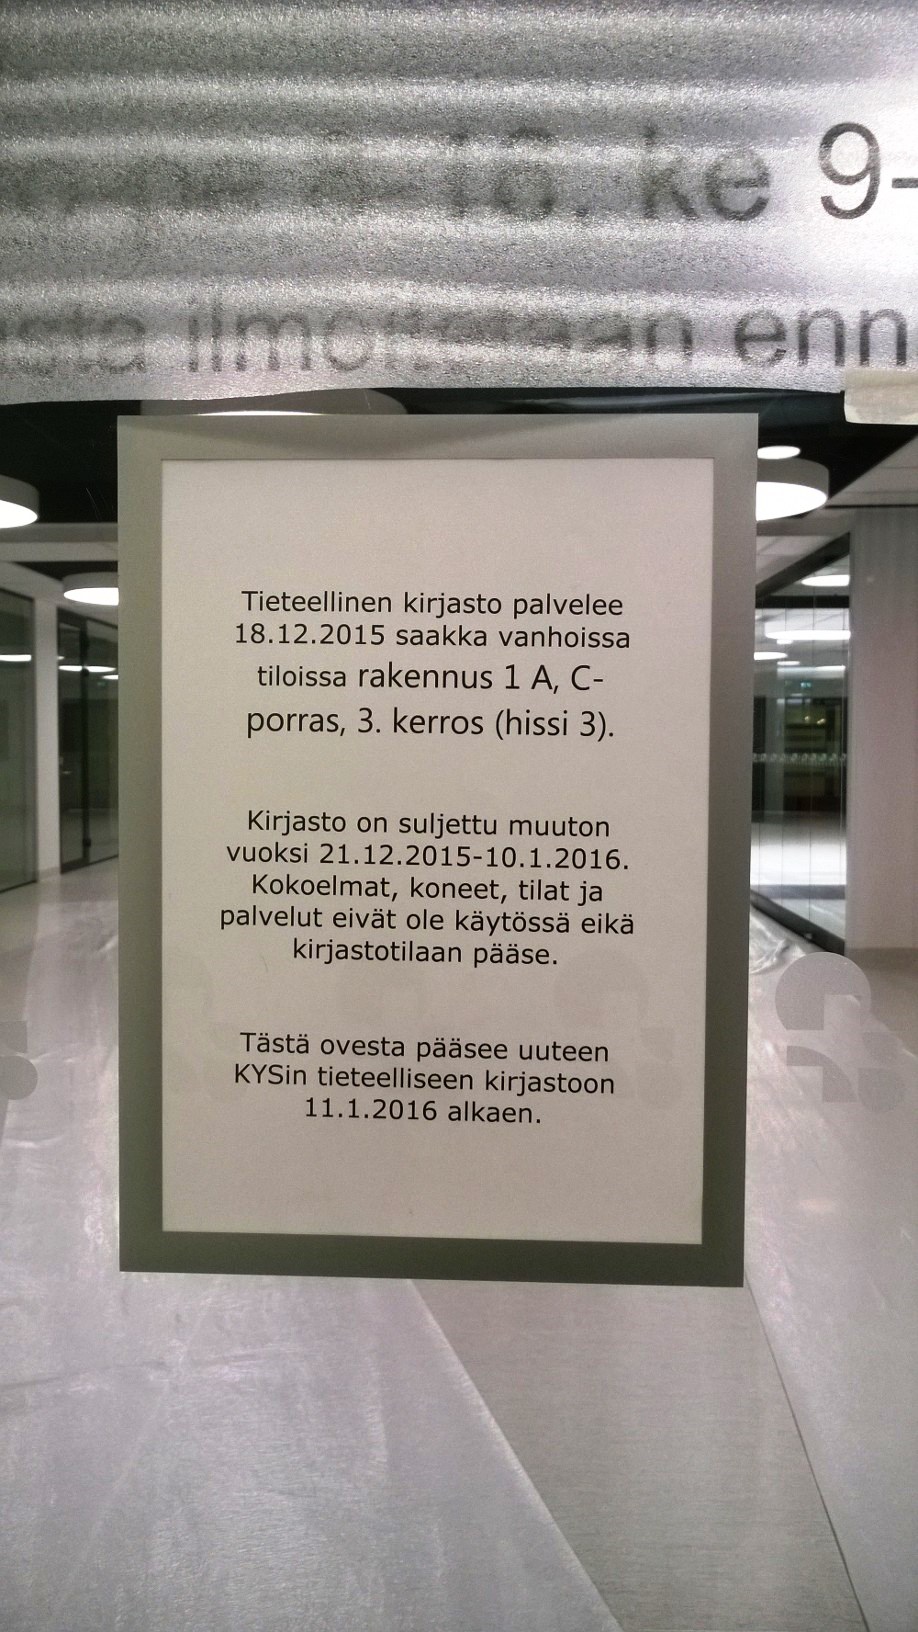 ke 9-
ilmoitetaan enn
Tieteellinen kirjasto palvelee
18.12.2015 saakka vanhoissa
tiloissa rakennus 1 A, C-
porras, 3. kerros (hissi 3).
Kirjasto on suljettu muuton
vuoksi 21.12.2015-10.1.2016.
Kokoelmat, koneet, tilat ja
palvelut eivät ole käytössä eikä
kirjastotilaan pääse.
Tästä ovesta pääsee uuteen
KYSin tieteelliseen kirjastoon
11.1.2016 alkaen.